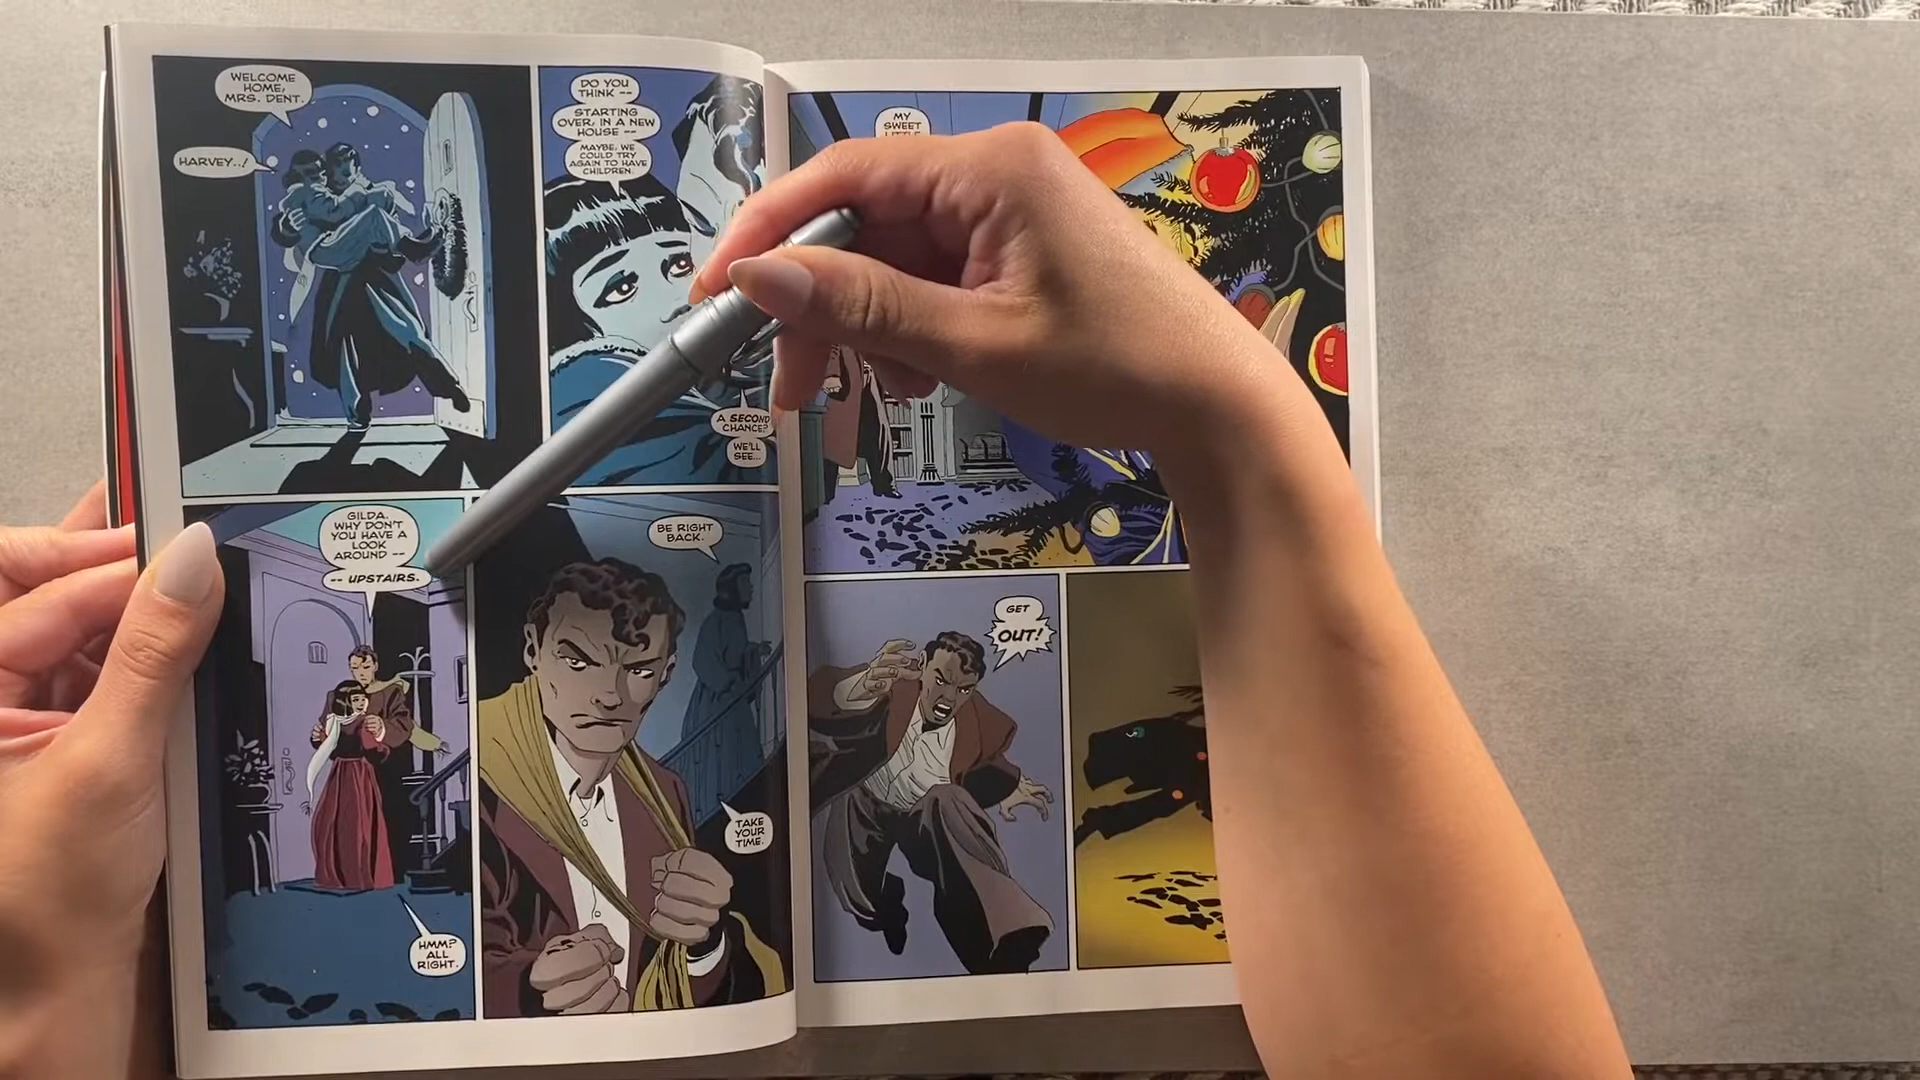 WELCOME
HOME,
MRS. DENT.
HARVEY..!
DO YOU
THINK --
STARTING
OVER, IN A NEW
HOUSE --
MAYBE, WE
COULD TRY
AGAIN TO HAVE
CHILDREN.
A SECOND
CHANCE?
WE'LL
SEE...
GILDA.
WHY DON'T
YOU HAVE A
LOOK
AROUND --
-- UPSTAIRS.
HMM?
ALL
RIGHT.
BE RIGHT
BACK.
TAKE
YOUR
TIME.
MY
SWEET
LITTLE
GET
OUT!